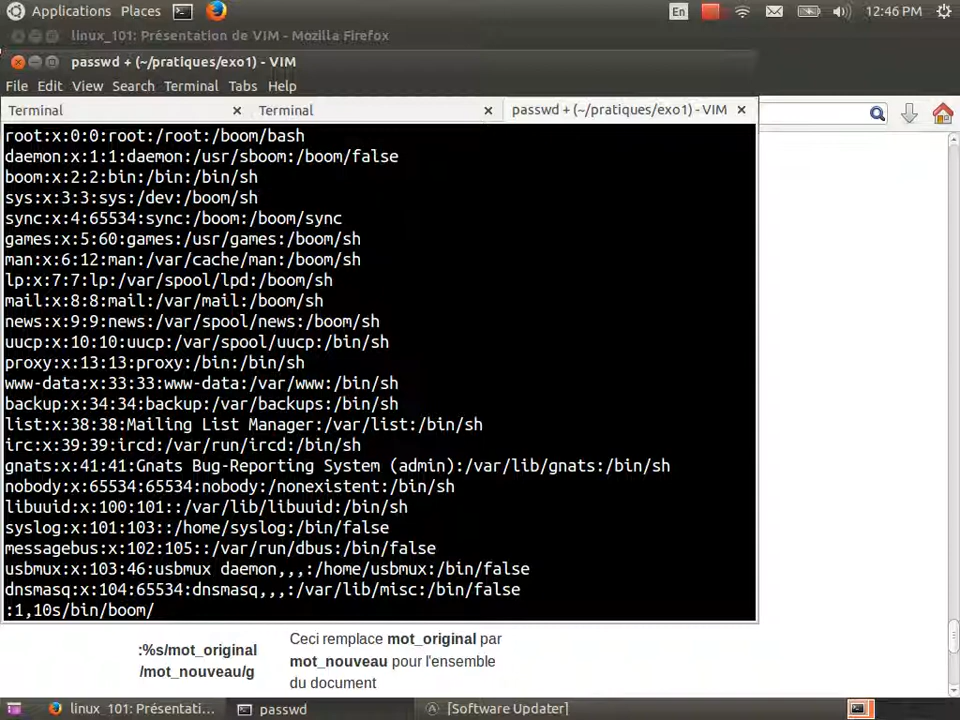 Applications Places En 12:46 PM
linux_101: Présentation de VIM - Mozilla Firefox
passwd + (~/pratiques/exo1) - VIM
File Edit View Search Terminal Tabs Help
Terminal Terminal passwd + (~/pratiques/exo1) - VIM
root:x:0:0:root:/root:/boom/bash
daemon:x:1:1:daemon:/usr/sboom:/boom/false
boom:x:2:2:bin:/bin:/bin/sh
sys:x:3:3:sys:/dev:/boom/sh
sync:x:4:65534:sync:/boom:/boom/sync
games:x:5:60:games:/usr/games:/boom/sh
man:x:6:12:man:/var/cache/man:/boom/sh
lp:x:7:7:lp:/var/spool/lpd:/boom/sh
mail:x:8:8:mail:/var/mail:/boom/sh
news:x:9:9:news:/var/spool/news:/boom/sh
uucp:x:10:10:uucp:/var/spool/uucp:/bin/sh
proxy:x:13:13:proxy:/bin:/bin/sh
www-data:x:33:33:www-data:/var/www:/bin/sh
backup:x:34:34:backup:/var/backups:/bin/sh
list:x:38:38:Mailing List Manager:/var/list:/bin/sh
irc:x:39:39:ircd:/var/run/ircd:/bin/sh
gnats:x:41:41:Gnats Bug-Reporting System (admin):/var/lib/gnats:/bin/sh
nobody:x:65534:65534:nobody:/nonexistent:/bin/sh
libuuid:x:100:101::/var/lib/libuuid:/bin/sh
syslog:x:101:103::/home/syslog:/bin/false
messagebus:x:102:105::/var/run/dbus:/bin/false
usbmux:x:103:46:usbmux daemon,,,:/home/usbmux:/bin/false
dnsmasq:x:104:65534:dnsmasq,,,:/var/lib/misc:/bin/false
:1,10s/bin/boom/
:%s/mot_original
/mot_nouveau/g
Ceci remplace mot_original par
mot_nouveau pour l'ensemble
du document
linux_101: Présentati... passwd [Software Updater]